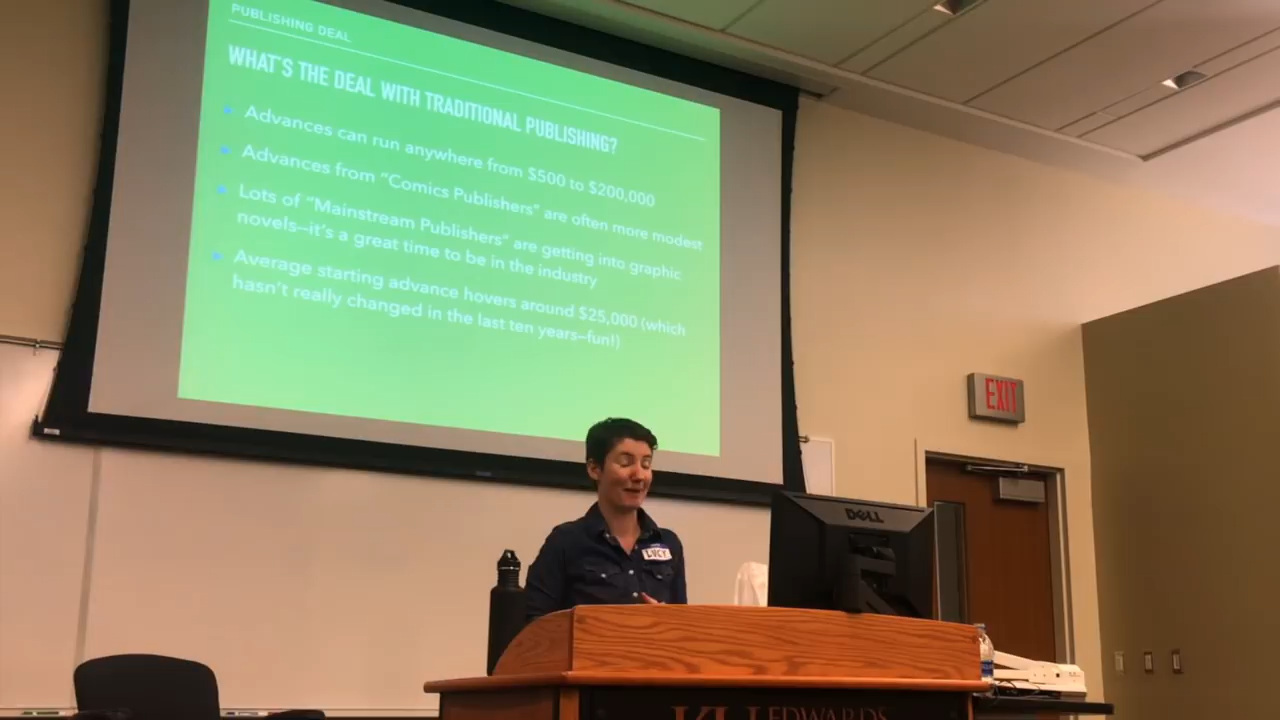 PUBLISHING DEAL
WHAT'S THE DEAL WITH TRADITIONAL PUBLISHING?
Advances can run anywhere from $500 to $200,000
Advances from “Comics Publishers” are often more modest
Lots of “Mainstream Publishers” are getting into graphic
novels—it's a great time to be in the industry
Average starting advance hovers around $25,000 (which
hasn't really changed in the last ten years—fun!)
EXIT
DELL
LUCY
KU EDWARDS